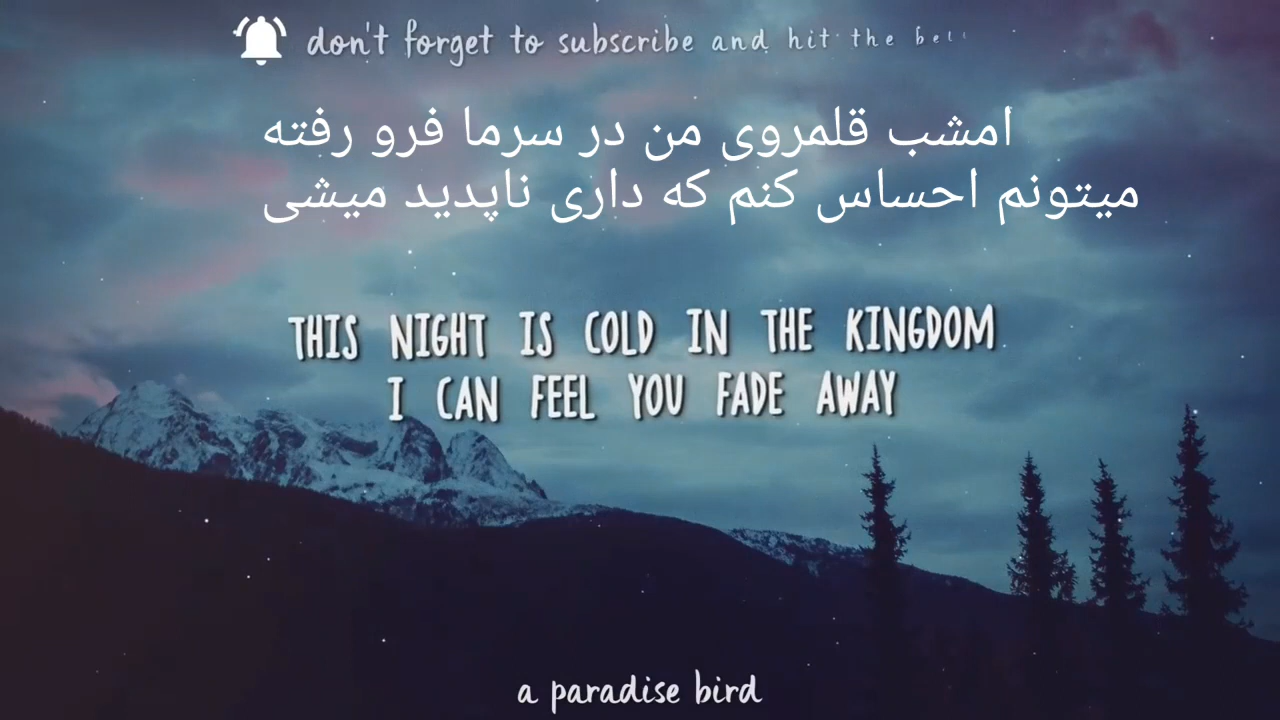 don't forget to subscribe and hit the
امشب قلمروی من در سرما فرو رفته
میتونم احساس کنم که داری ناپدید میشی
THIS NIGHT IS COLD IN THE KINGDOM
I CAN FEEL YOU FADE AWAY
a paradise bird